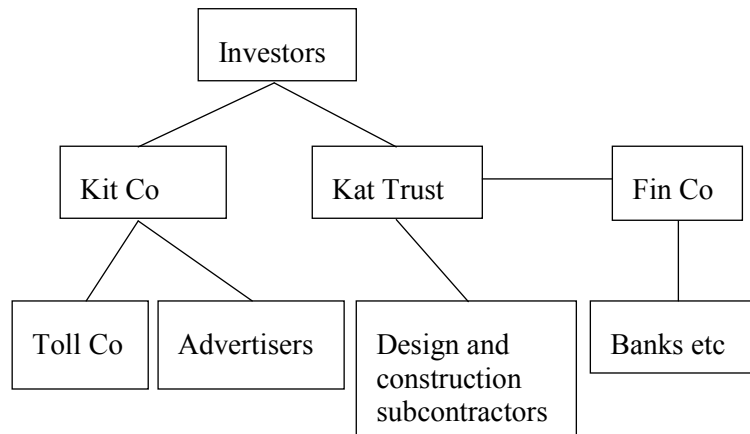 Investors
Kit Co
Kat Trust
Fin Co
Toll Co
Advertisers
Design and
construction
subcontractors
Banks etc